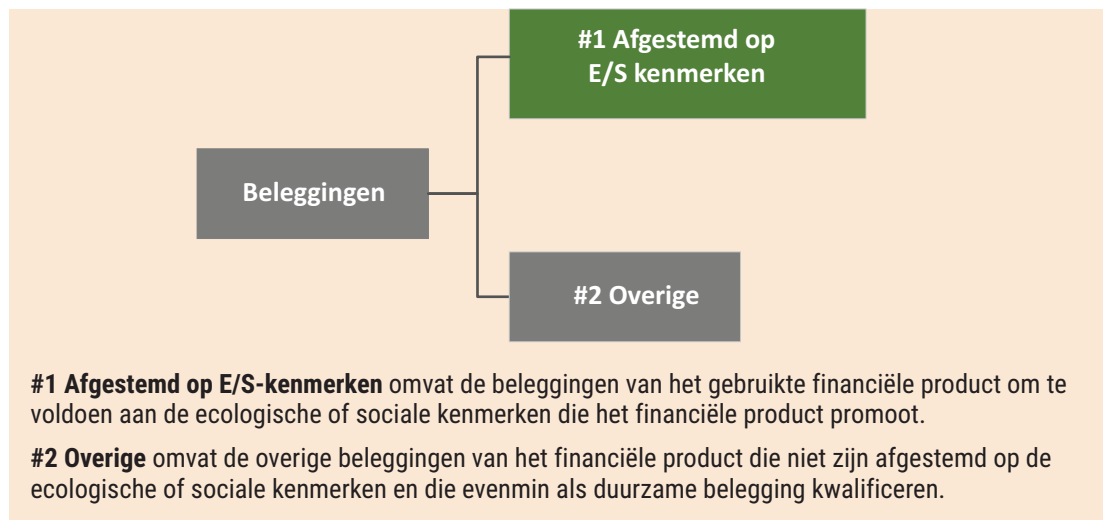 #1 Afgestemd op
E/S kenmerken
Beleggingen
#2 Overige
#1 Afgestemd op E/S-kenmerken omvat de beleggingen van het gebruikte financiële product om te
voldoen aan de ecologische of sociale kenmerken die het financiële product promoot.
#2 Overige omvat de overige beleggingen van het financiële product die niet zijn afgestemd op de
ecologische of sociale kenmerken en die evenmin als duurzame belegging kwalificeren.